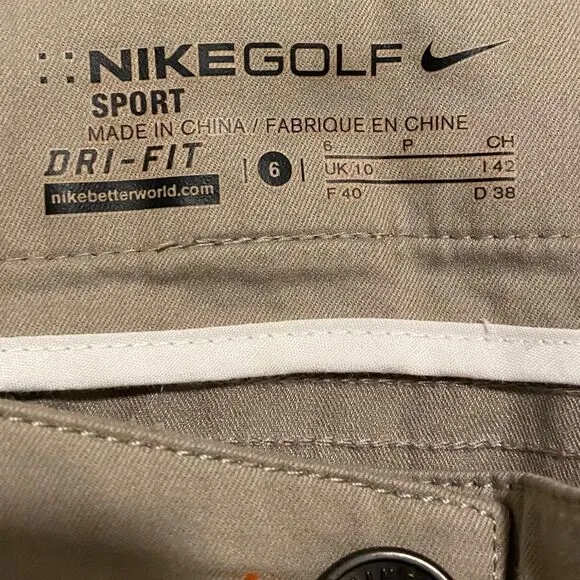 NIKEGOLF
SPORT
MADE IN CHINA / FABRIQUE EN CHINE
DRI-FIT
nikebetterworld.com
6
6 P CH
UK 10 I 42
F 40 D 38